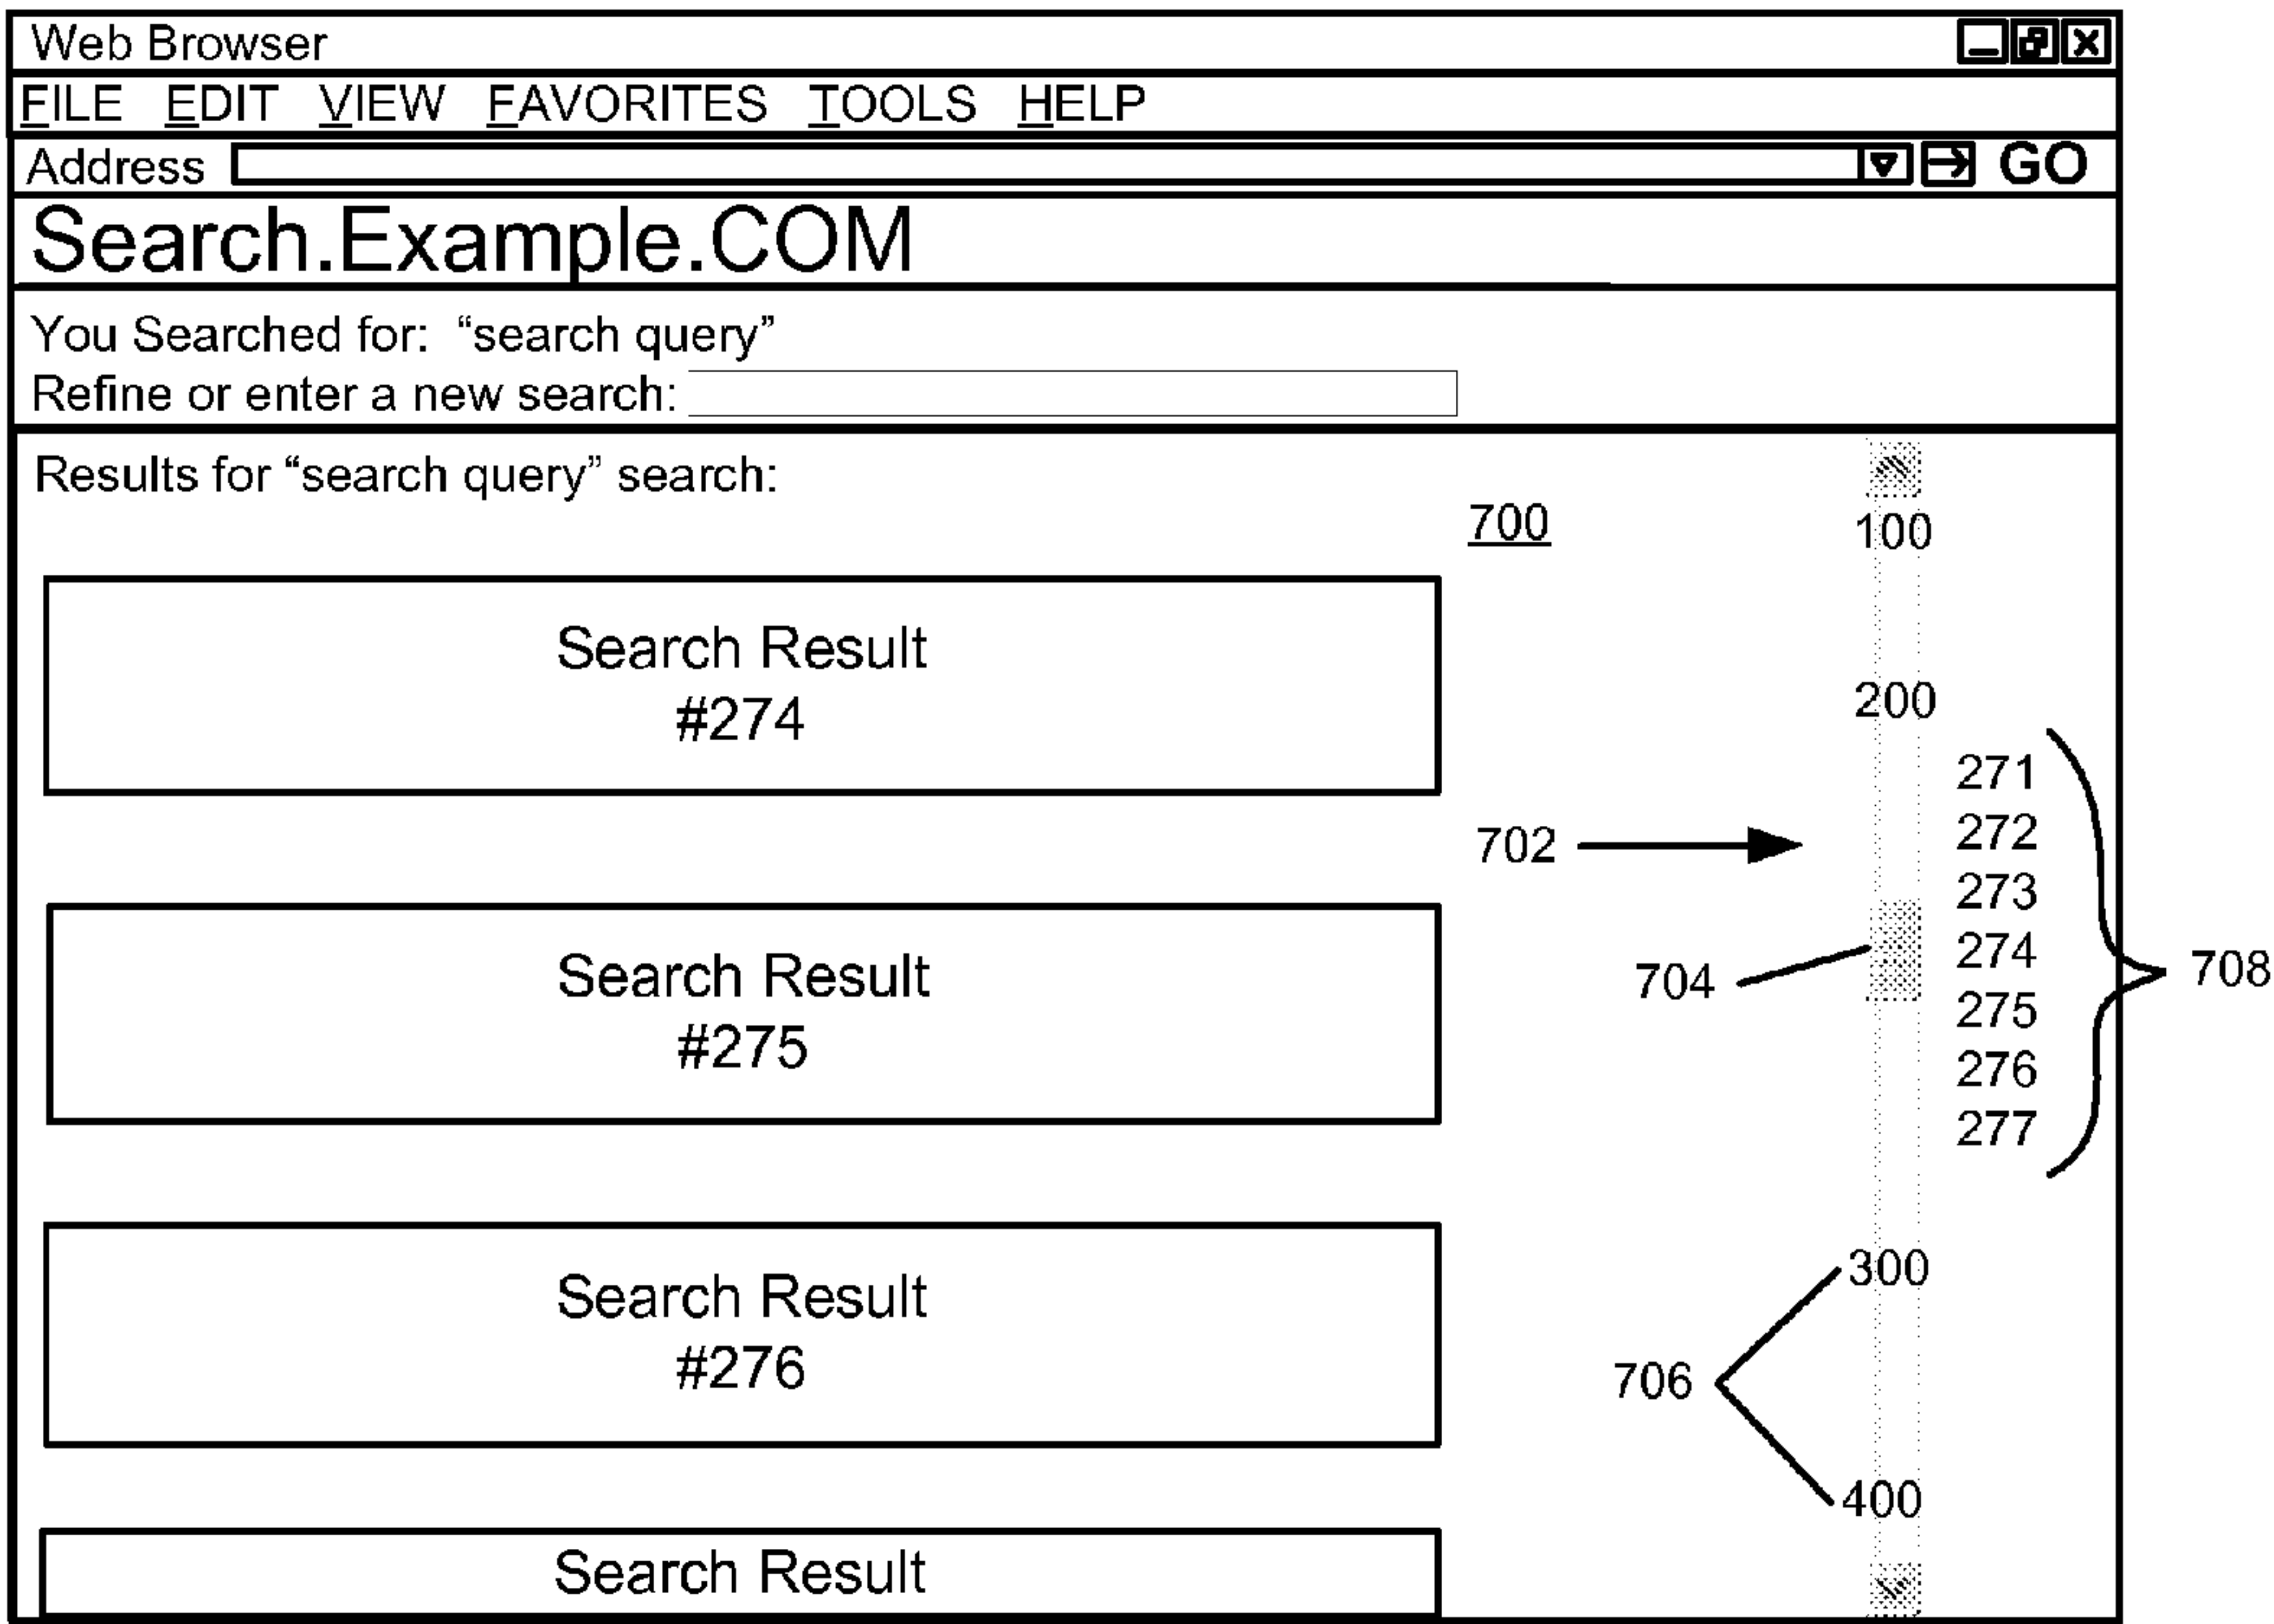 Web Browser
FILE EDIT VIEW FAVORITES TOOLS HELP
Address GO
Search.Example.COM
You Searched for: “search query”
Refine or enter a new search:
Results for “search query” search:
700
100
Search Result
#274
200
271
272
273
274
275
276
277
702
704
708
Search Result
#275
Search Result
#276
300
706
400
Search Result